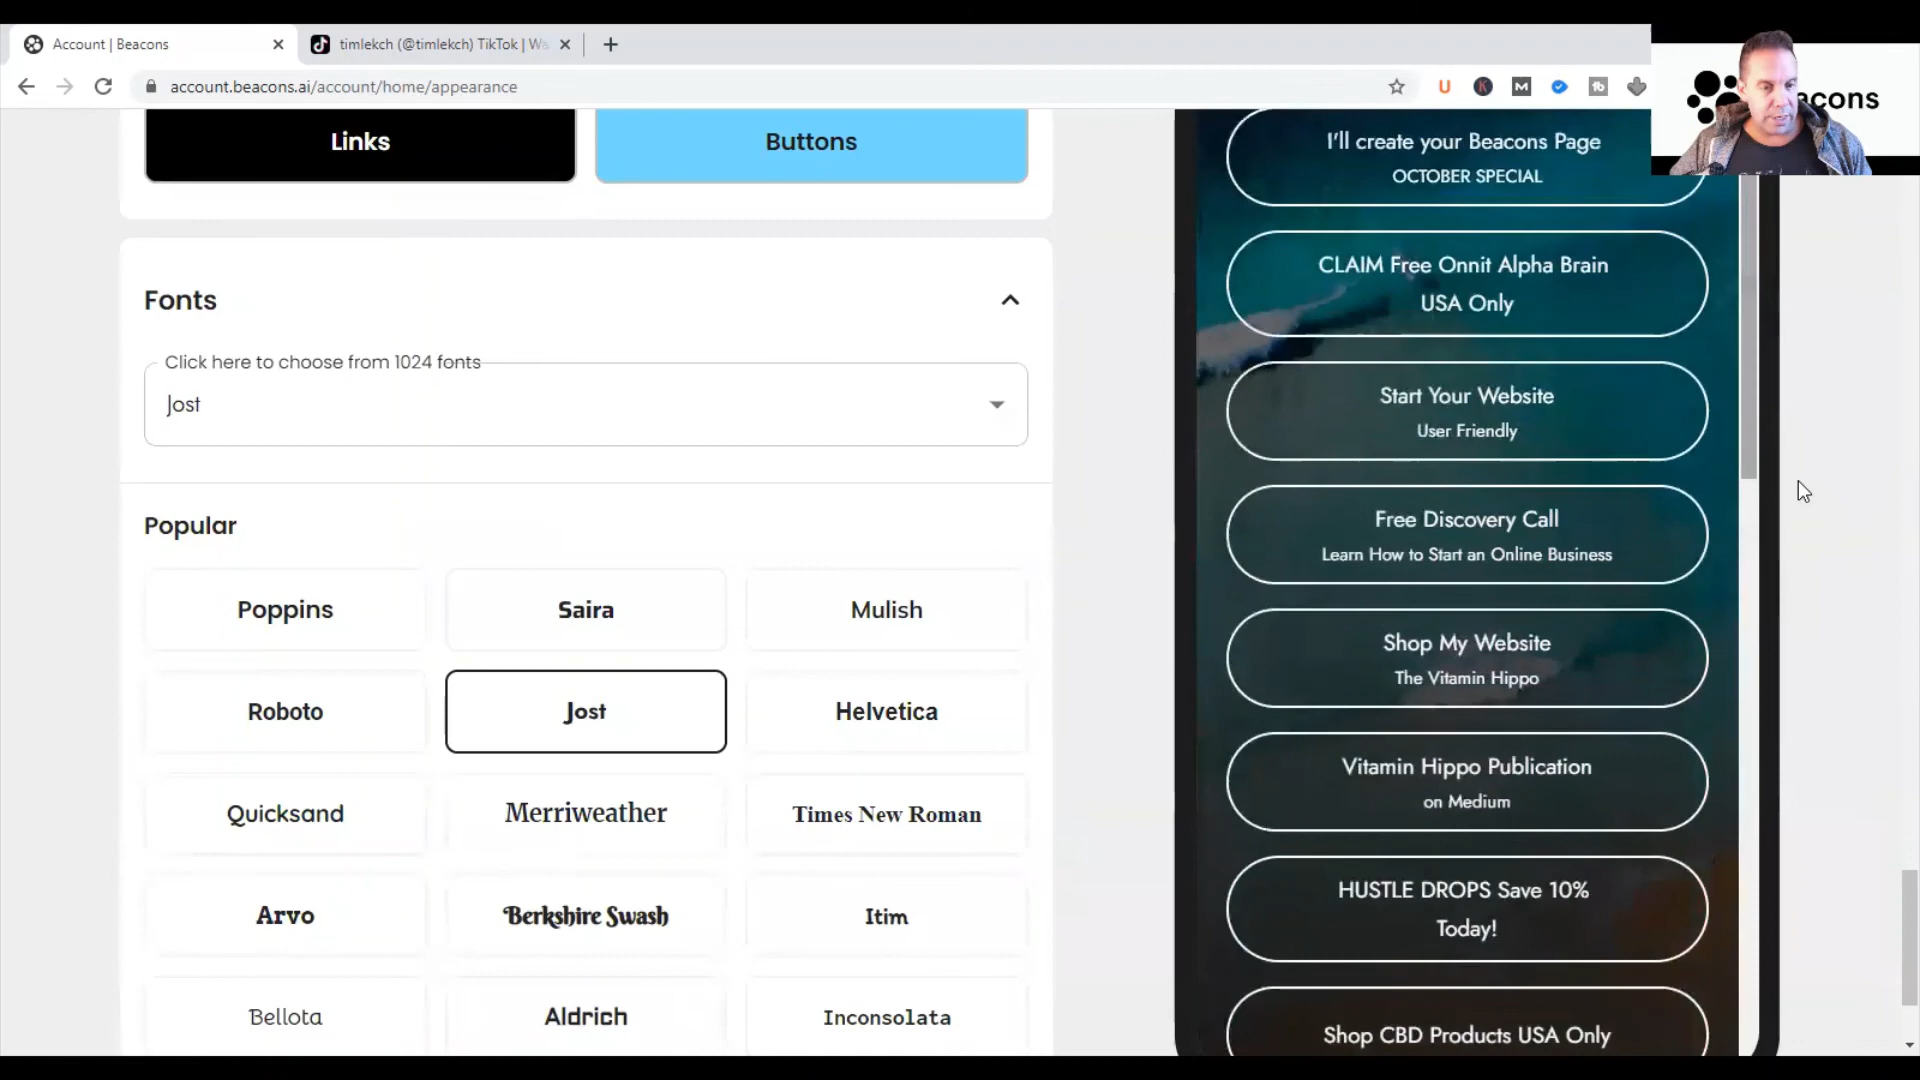 Account | Beacons
timlekch (@timlekch) TikTok | Wa
account.beacons.ai/account/home/appearance
Links
Buttons
Fonts
Click here to choose from 1024 fonts
Jost
Popular
Poppins
Saira
Mulish
Roboto
Jost
Helvetica
Quicksand
Merriweather
Times New Roman
Arvo
Berkshire Swash
Itim
Bellota
Aldrich
Inconsolata
I'll create your Beacons Page
OCTOBER SPECIAL
CLAIM Free Onnit Alpha Brain
USA Only
Start Your Website
User Friendly
Free Discovery Call
Learn How to Start an Online Business
Shop My Website
The Vitamin Hippo
Vitamin Hippo Publication
on Medium
HUSTLE DROPS Save 10%
Today!
Shop CBD Products USA Only
U
K
M
tb
acons